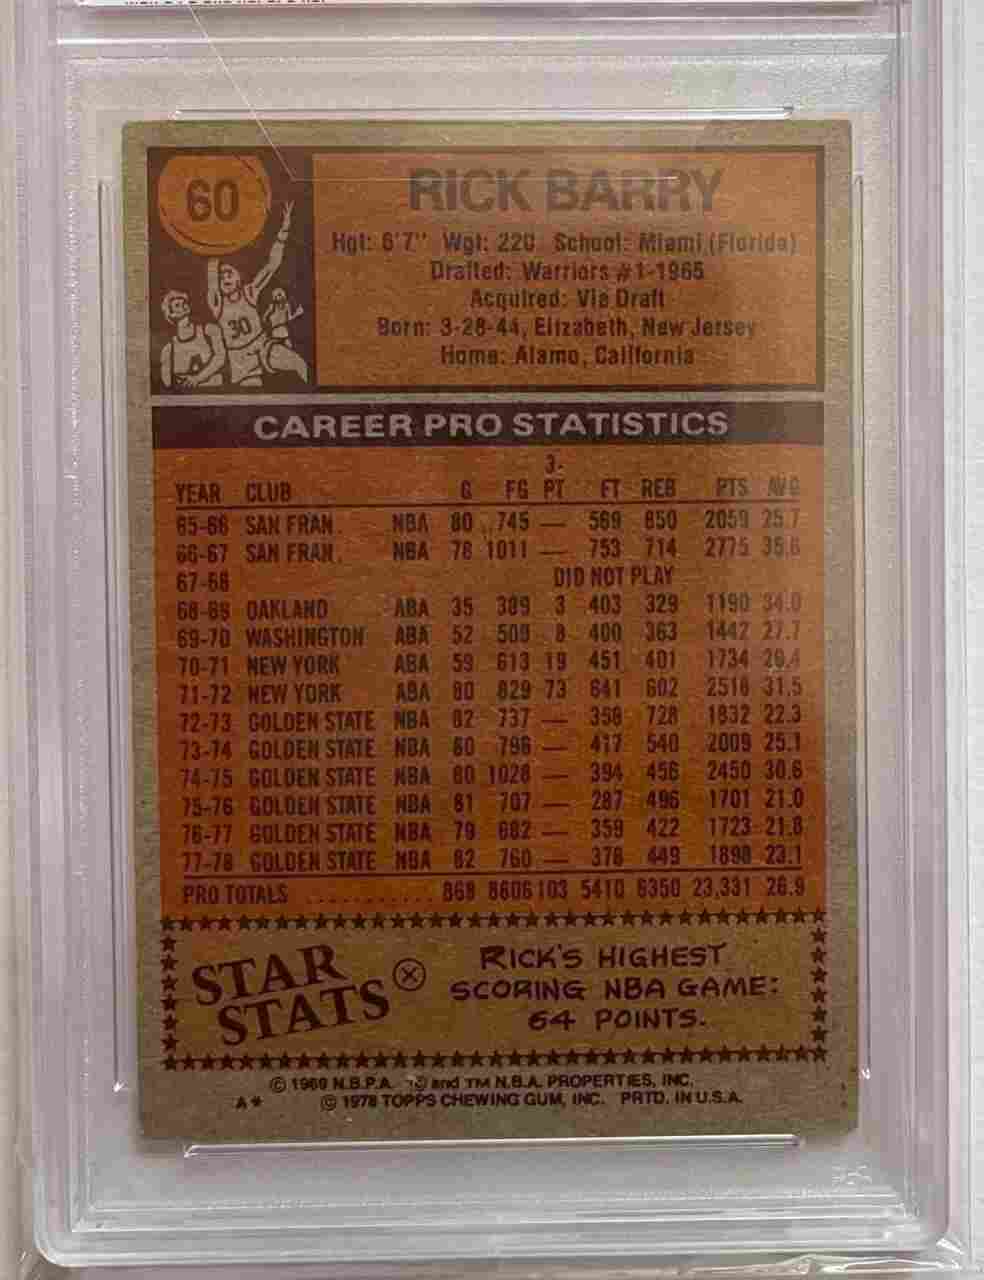 60
RICK BARRY
Hgt: 6'7" Wgt: 220 School: Miami (Florida)
Drafted: Warriors #1-1965
Acquired: Via Draft
Born: 3-28-44, Elizabeth, New Jersey
Home: Alamo, California
30
CAREER PRO STATISTICS
3-
YEAR CLUB G FG PT FT REB PTS AVG
65-66 SAN FRAN. NBA 80 745 — 569 850 2059 25.7
66-67 SAN FRAN. NBA 78 1011 — 753 714 2775 35.6
67-68 DID NOT PLAY
68-69 OAKLAND ABA 35 389 3 403 329 1190 34.0
69-70 WASHINGTON ABA 52 509 8 400 363 1442 27.7
70-71 NEW YORK ABA 59 613 19 451 401 1734 29.4
71-72 NEW YORK ABA 80 829 73 641 602 2518 31.5
72-73 GOLDEN STATE NBA 82 737 — 358 728 1832 22.3
73-74 GOLDEN STATE NBA 80 796 — 417 540 2009 25.1
74-75 GOLDEN STATE NBA 80 1028 — 394 456 2450 30.6
75-76 GOLDEN STATE NBA 81 707 — 287 496 1701 21.0
76-77 GOLDEN STATE NBA 79 682 — 359 422 1723 21.8
77-78 GOLDEN STATE NBA 82 760 — 378 449 1898 23.1
PRO TOTALS ........... 868 8606 103 5410 6350 23,331 26.9
STAR STATS
RICK'S HIGHEST
SCORING NBA GAME:
64 POINTS.
© 1969 N.B.P.A. © and TM N.B.A. PROPERTIES, INC.
A* © 1978 TOPPS CHEWING GUM, INC. PRTD. IN U.S.A.